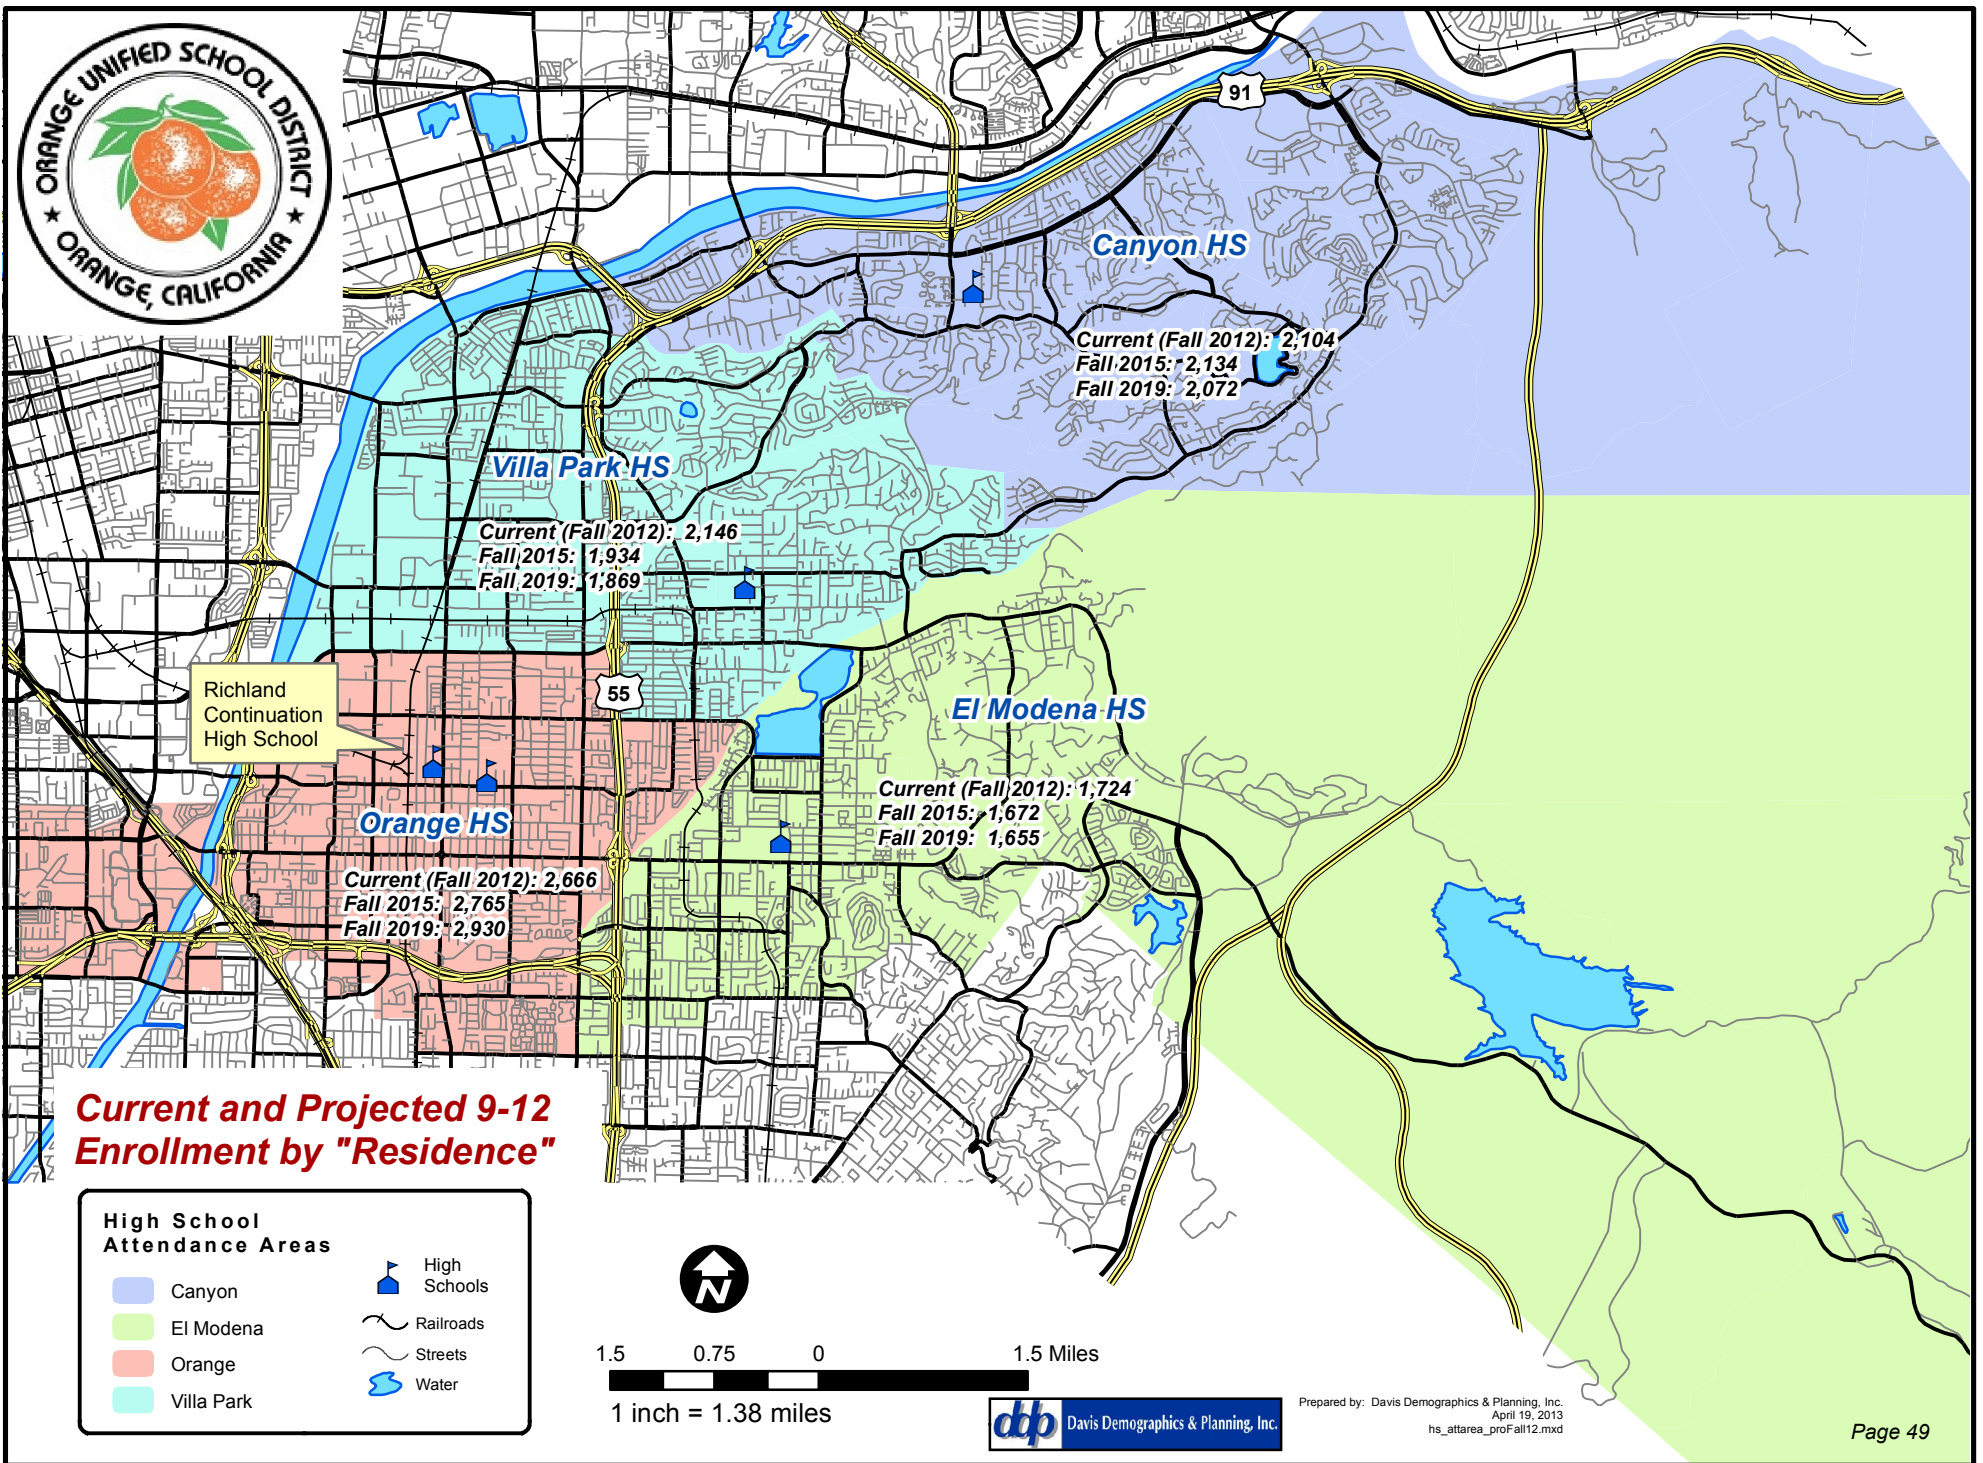 ORANGE UNIFIED SCHOOL DISTRICT
★ ORANGE, CALIFORNIA ★
91
Canyon HS
Current (Fall 2012): 2,104
Fall 2015: 2,134
Fall 2019: 2,072
Villa Park HS
Current (Fall 2012): 2,146
Fall 2015: 1,934
Fall 2019: 1,869
Richland
Continuation
High School
55
El Modena HS
Current (Fall 2012): 1,724
Fall 2015: 1,672
Fall 2019: 1,655
Orange HS
Current (Fall 2012): 2,666
Fall 2015: 2,765
Fall 2019: 2,930
Current and Projected 9-12
Enrollment by "Residence"
High School
Attendance Areas
Canyon
El Modena
Orange
Villa Park
High
Schools
Railroads
Streets
Water
N
1.5 0.75 0 1.5 Miles
1 inch = 1.38 miles
ddp Davis Demographics & Planning, Inc.
Prepared by: Davis Demographics & Planning, Inc.
April 19, 2013
hs_attarea_proFall12.mxd
Page 49